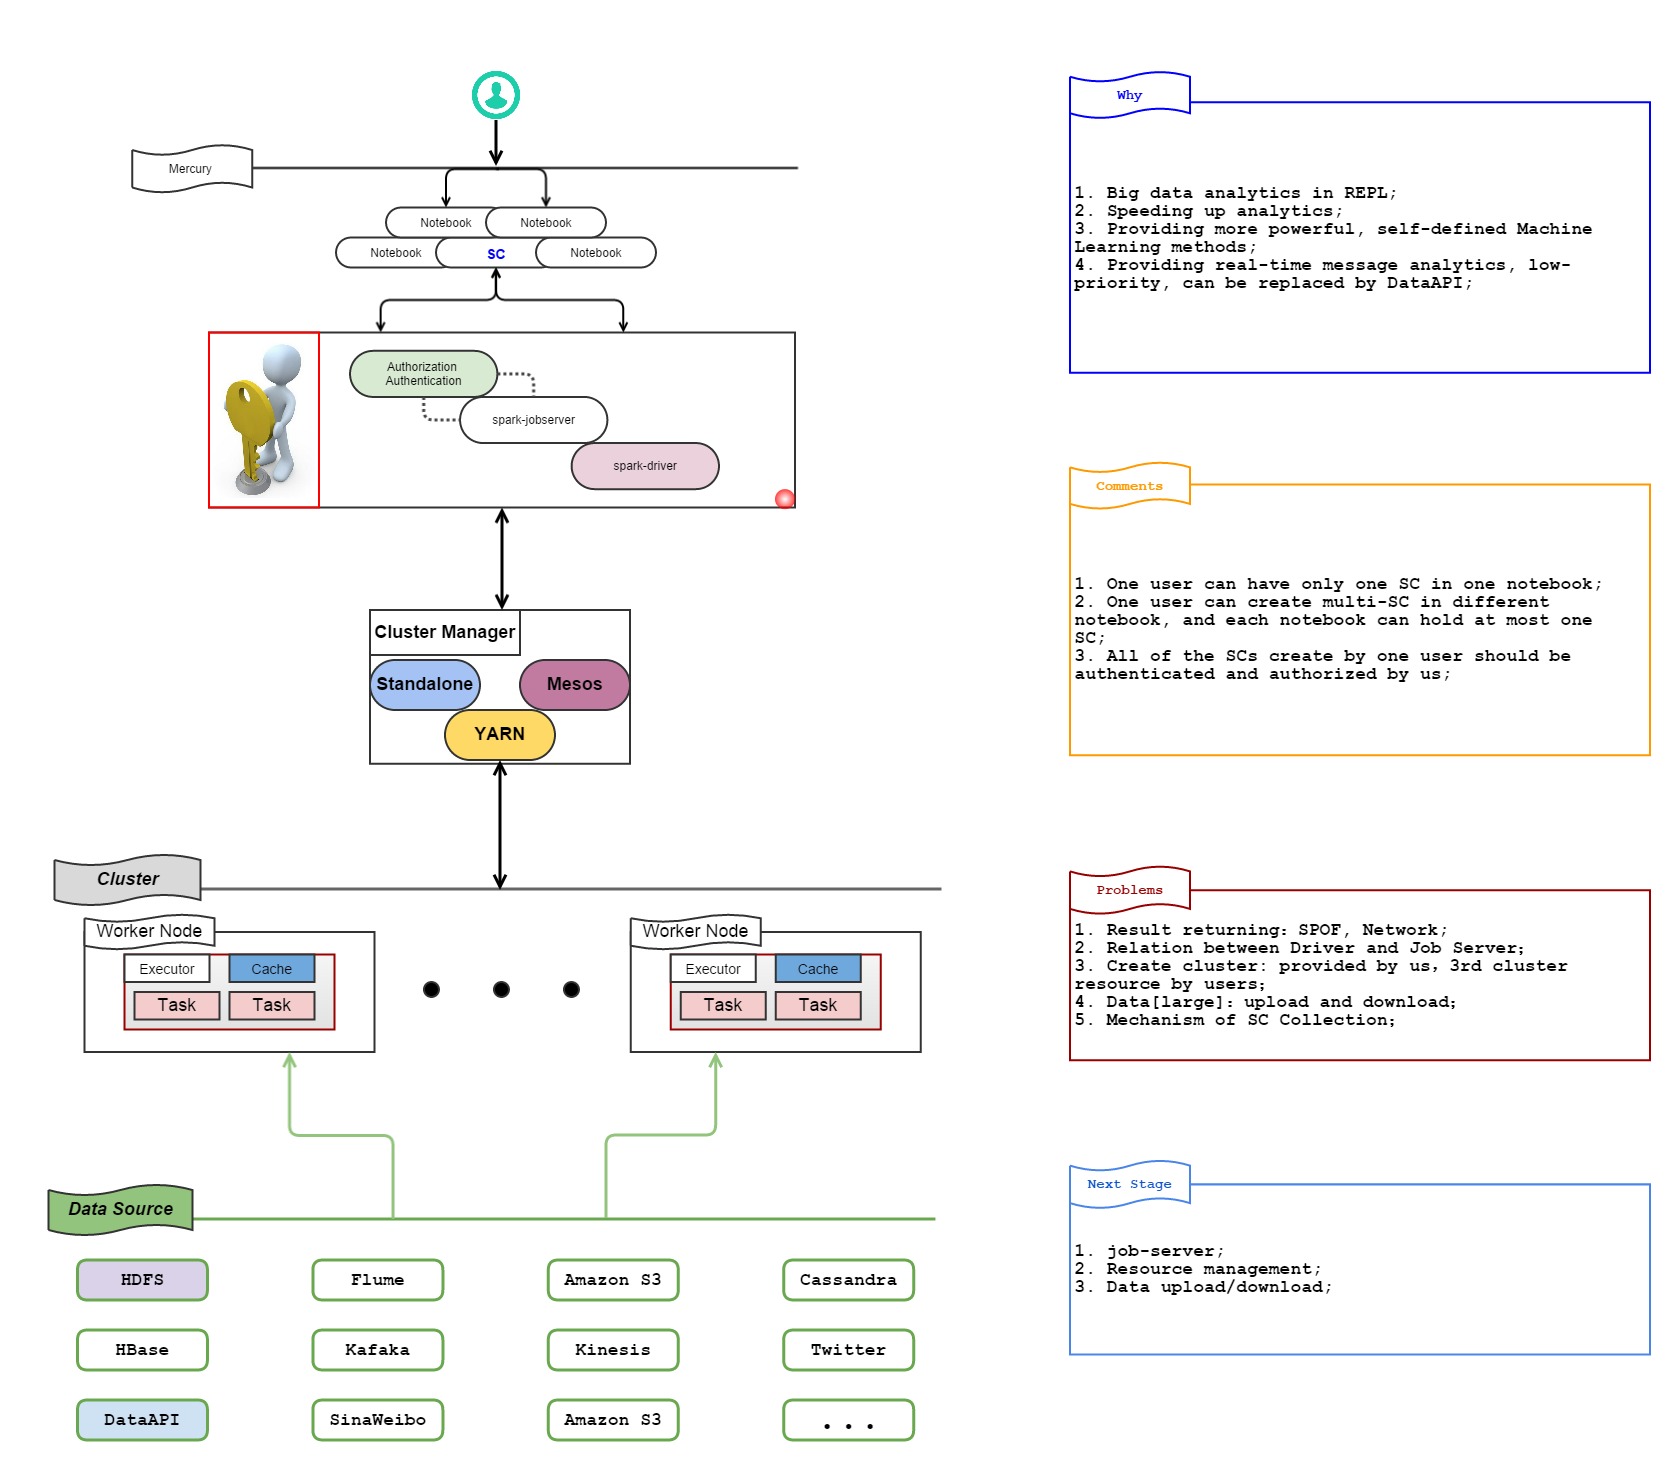 Mercury
Notebook
Notebook
Notebook
SC
Notebook
Authorization
Authentication
spark-jobserver
spark-driver
Cluster Manager
Standalone
Mesos
YARN
Cluster
Worker Node
Executor
Cache
Task
Task
Worker Node
Executor
Cache
Task
Task
Data Source
HDFS
Flume
Amazon S3
Cassandra
HBase
Kafaka
Kinesis
Twitter
DataAPI
SinaWeibo
Amazon S3
...
Why
1. Big data analytics in REPL;
2. Speeding up analytics;
3. Providing more powerful, self-defined Machine
Learning methods;
4. Providing real-time message analytics, low-
priority, can be replaced by DataAPI;
Comments
1. One user can have only one SC in one notebook;
2. One user can create multi-SC in different
notebook, and each notebook can hold at most one
SC;
3. All of the SCs create by one user should be
authenticated and authorized by us;
Problems
1. Result returning: SPOF, Network;
2. Relation between Driver and Job Server;
3. Create cluster: provided by us, 3rd cluster
resource by users;
4. Data[large]: upload and download;
5. Mechanism of SC Collection;
Next Stage
1. job-server;
2. Resource management;
3. Data upload/download;